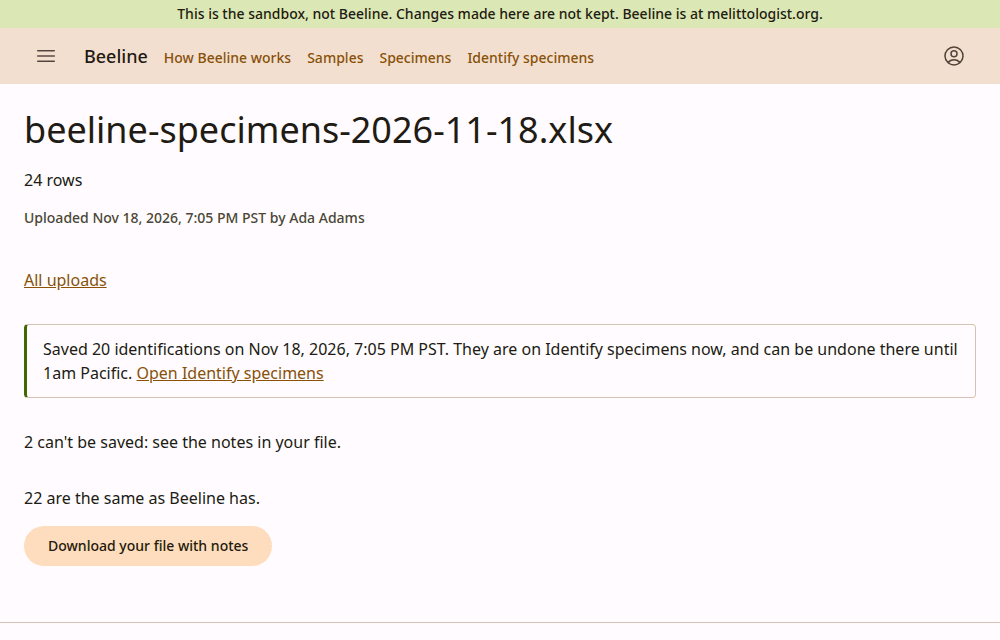 This is the sandbox, not Beeline. Changes made here are not kept. Beeline is at melittologist.org.
Beeline How Beeline works Samples Specimens Identify specimens
beeline-specimens-2026-11-18.xlsx
24 rows
Uploaded Nov 18, 2026, 7:05 PM PST by Ada Adams
All uploads
Saved 20 identifications on Nov 18, 2026, 7:05 PM PST. They are on Identify specimens now, and can be undone there until
1am Pacific. Open Identify specimens
2 can't be saved: see the notes in your file.
22 are the same as Beeline has.
Download your file with notes